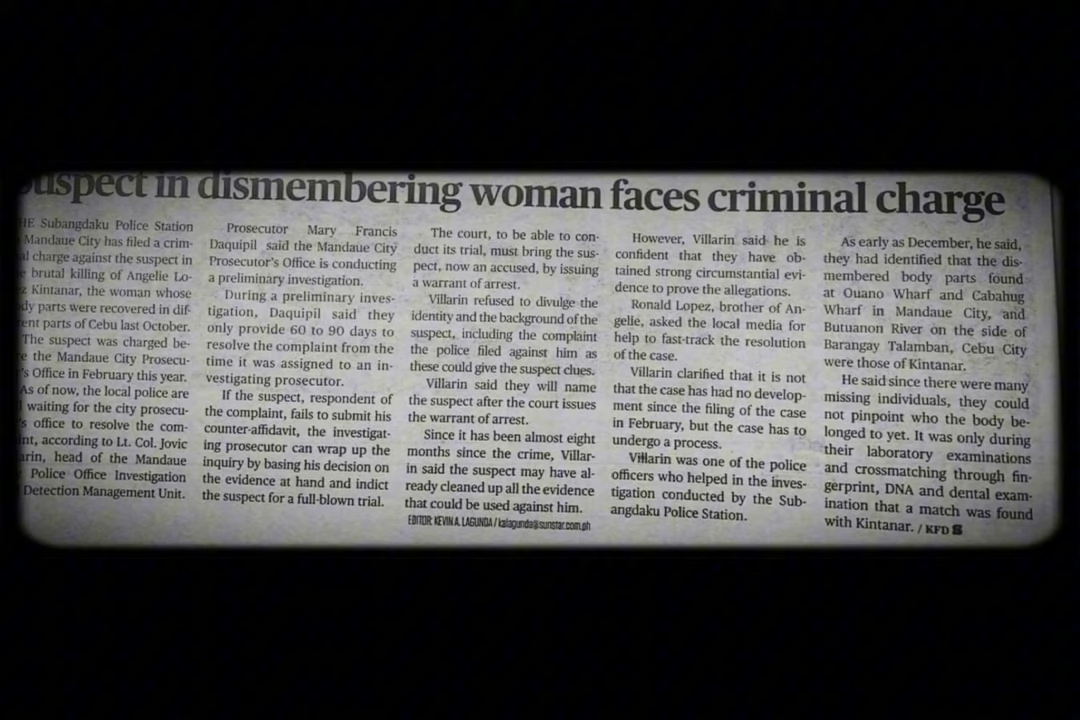 suspect in dismembering woman faces criminal charge
HE Subangdaku Police Station
Mandaue City has filed a crim-
al charge against the suspect in
e brutal killing of Angelie Lo-
z Kintanar, the woman whose
dy parts were recovered in dif-
rent parts of Cebu last October.
The suspect was charged be-
e the Mandaue City Prosecu-
's Office in February this year.
As of now, the local police are
waiting for the city prosecu-
's office to resolve the com-
int, according to Lt. Col. Jovic
arin, head of the Mandaue
Police Office Investigation
Detection Management Unit.
Prosecutor Mary Francis
Daquipil said the Mandaue City
Prosecutor's Office is conducting
a preliminary investigation.
During a preliminary inves-
tigation, Daquipil said they
only provide 60 to 90 days to
resolve the complaint from the
time it was assigned to an in-
vestigating prosecutor.
If the suspect, respondent of
the complaint, fails to submit his
counter-affidavit, the investigat-
ing prosecutor can wrap up the
inquiry by basing his decision on
the evidence at hand and indict
the suspect for a full-blown trial.
The court, to be able to con-
duct its trial, must bring the sus-
pect, now an accused, by issuing
a warrant of arrest.
Villarin refused to divulge the
identity and the background of the
suspect, including the complaint
the police filed against him as
these could give the suspect clues.
Villarin said they will name
the suspect after the court issues
the warrant of arrest.
Since it has been almost eight
months since the crime, Villar-
in said the suspect may have al-
ready cleaned up all the evidence
that could be used against him.
EDITOR: KEVIN A. LAGUNDA / kalagunda@sunstar.com.ph
However, Villarin said he is
confident that they have ob-
tained strong circumstantial evi-
dence to prove the allegations.
Ronald Lopez, brother of An-
gelie, asked the local media for
help to fast-track the resolution
of the case.
Villarin clarified that it is not
that the case has had no develop-
ment since the filing of the case
in February, but the case has to
undergo a process.
Villarin was one of the police
officers who helped in the inves-
tigation conducted by the Sub-
angdaku Police Station.
As early as December, he said,
they had identified that the dis-
membered body parts found
at Ouano Wharf and Cabahug
Wharf in Mandaue City, and
Butuanon River on the side of
Barangay Talamban, Cebu City
were those of Kintanar.
He said since there were many
missing individuals, they could
not pinpoint who the body be-
longed to yet. It was only during
their laboratory examinations
and crossmatching through fin-
gerprint, DNA and dental exam-
ination that a match was found
with Kintanar. / KFD S